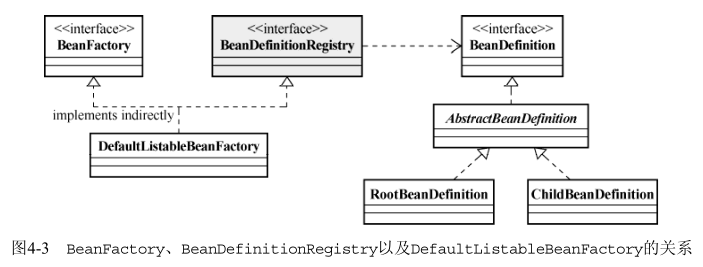 <<interface>>
BeanFactory
<<interface>>
BeanDefinitionRegistry
<<interface>>
BeanDefinition
implements indirectly
AbstractBeanDefinition
DefaultListableBeanFactory
RootBeanDefinition
ChildBeanDefinition
图4-3 BeanFactory、BeanDefinitionRegistry以及DefaultListableBeanFactory的关系